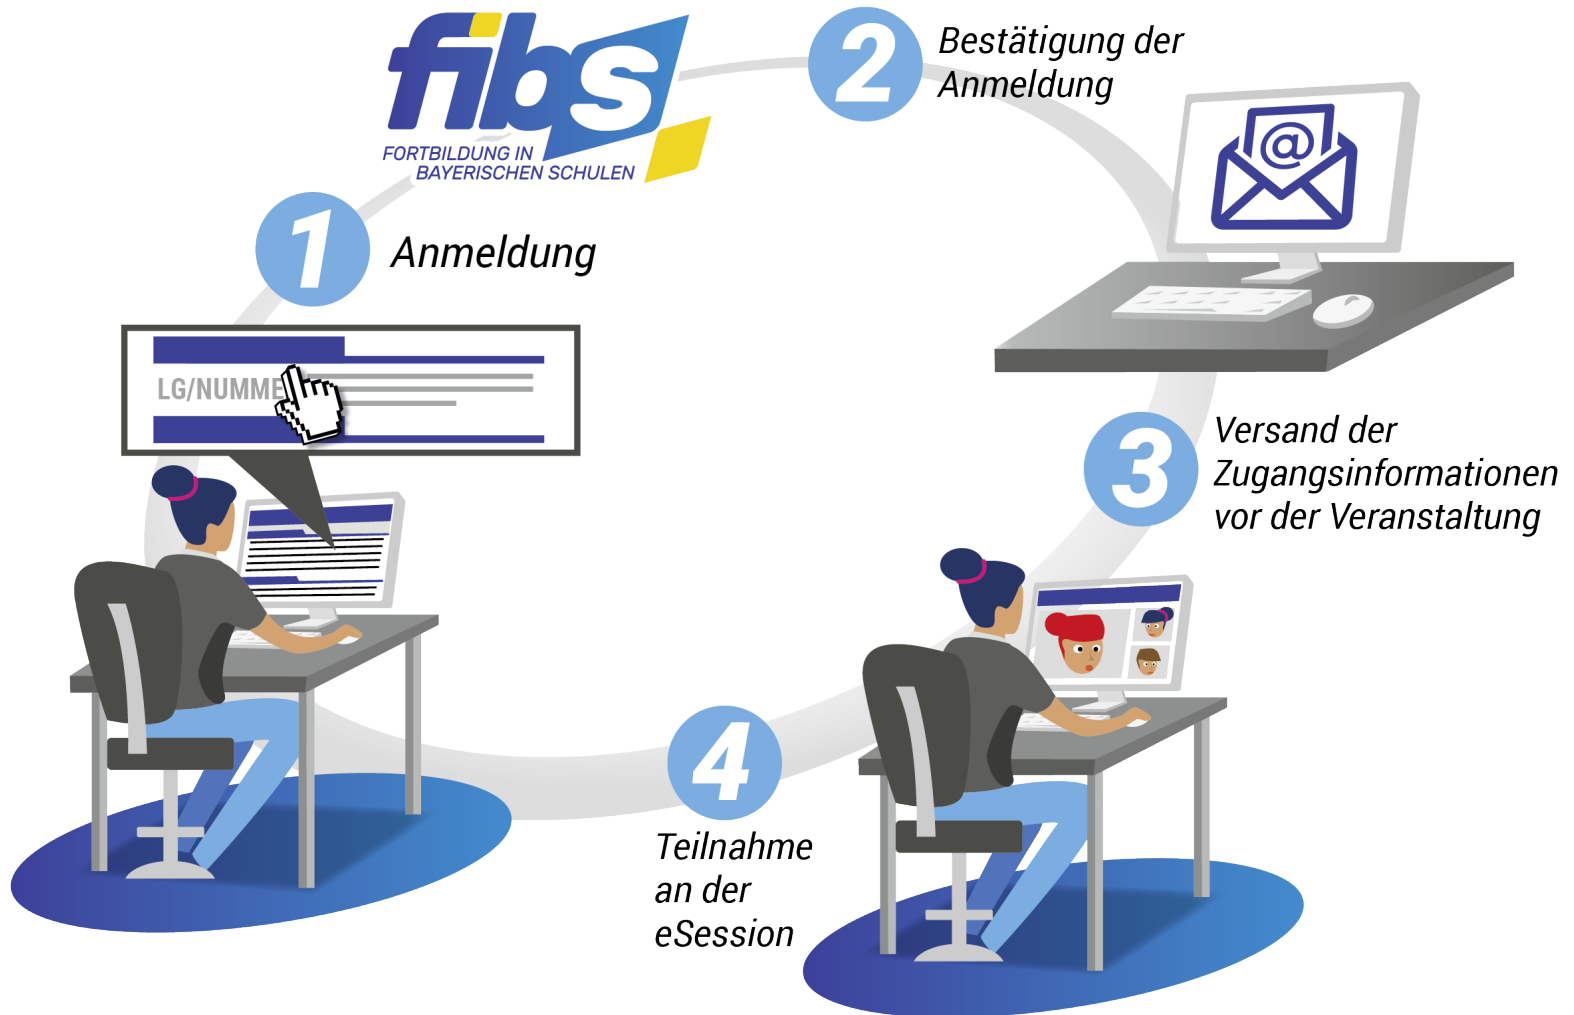 fibs
FORTBILDUNG IN
BAYERISCHEN SCHULEN
1
Anmeldung
LG/NUMME
2
Bestätigung der
Anmeldung
@
3
Versand der
Zugangsinformationen
vor der Veranstaltung
4
Teilnahme
an der
eSession